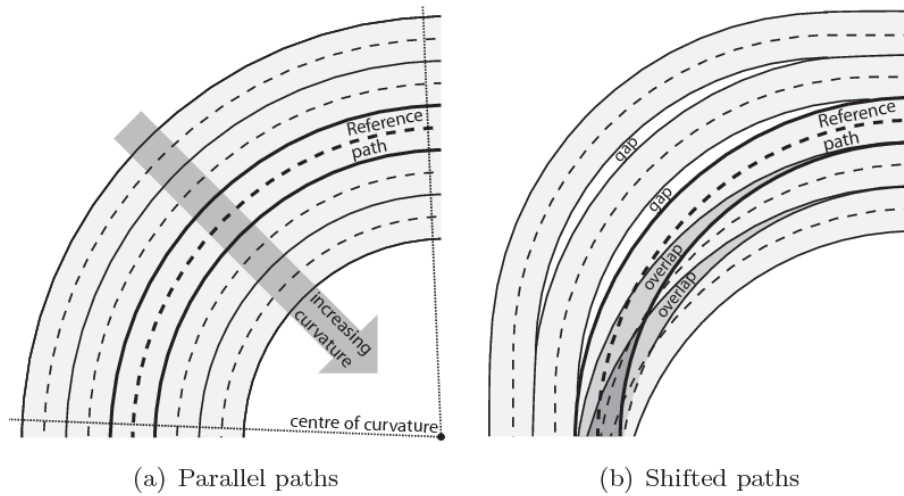 Reference
path
increasing
curvature
centre of curvature
(a) Parallel paths
gap
gap
Reference
path
overlap
overlap
(b) Shifted paths